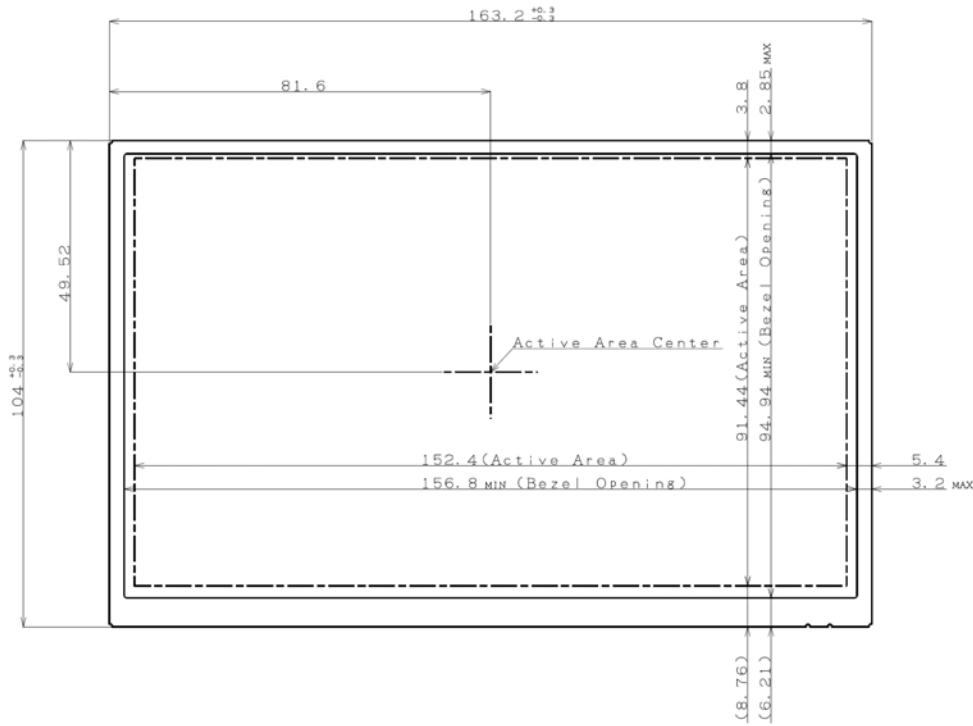 163.2 +0.3 -0.3
81.6
3.8
2.85 MAX
49.52
104 +0.3 -0.3
Active Area Center
91.44(Active Area)
94.94 MIN (Bezel Opening)
152.4(Active Area)
5.4
156.8 MIN (Bezel Opening)
3.2 MAX
(8.76)
(6.21)